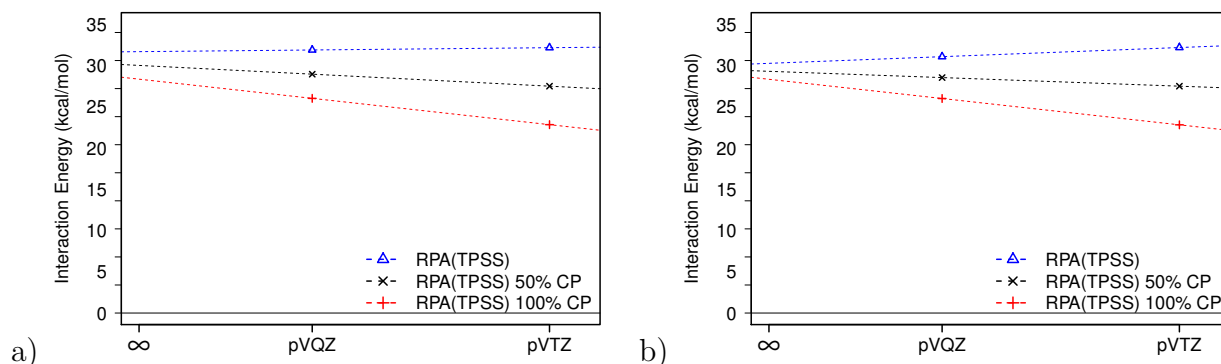 a)
Interaction Energy (kcal/mol)
35
30
25
20
15
10
5
0
RPA(TPSS)
RPA(TPSS) 50% CP
RPA(TPSS) 100% CP
∞ pVQZ pVTZ
b)
Interaction Energy (kcal/mol)
35
30
25
20
15
10
5
0
RPA(TPSS)
RPA(TPSS) 50% CP
RPA(TPSS) 100% CP
∞ pVQZ pVTZ